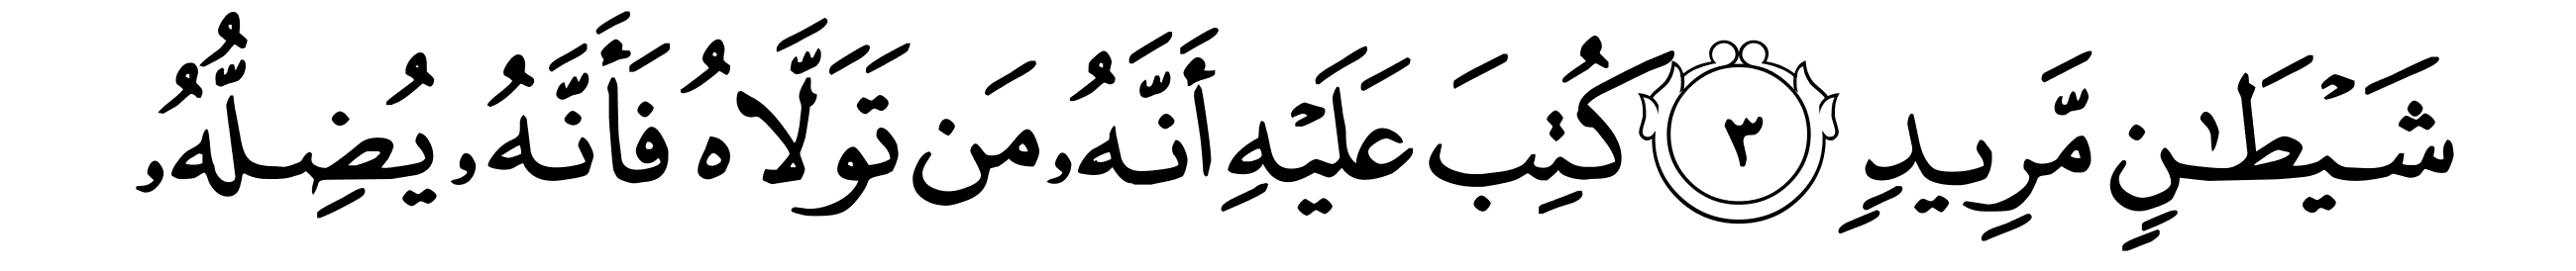 شَيْطَٰنٍ مَّرِيدٍ ٣ كُتِبَ عَلَيْهِ أَنَّهُۥ مَن تَوَلَّاهُ فَأَنَّهُۥ يُضِلُّهُۥ